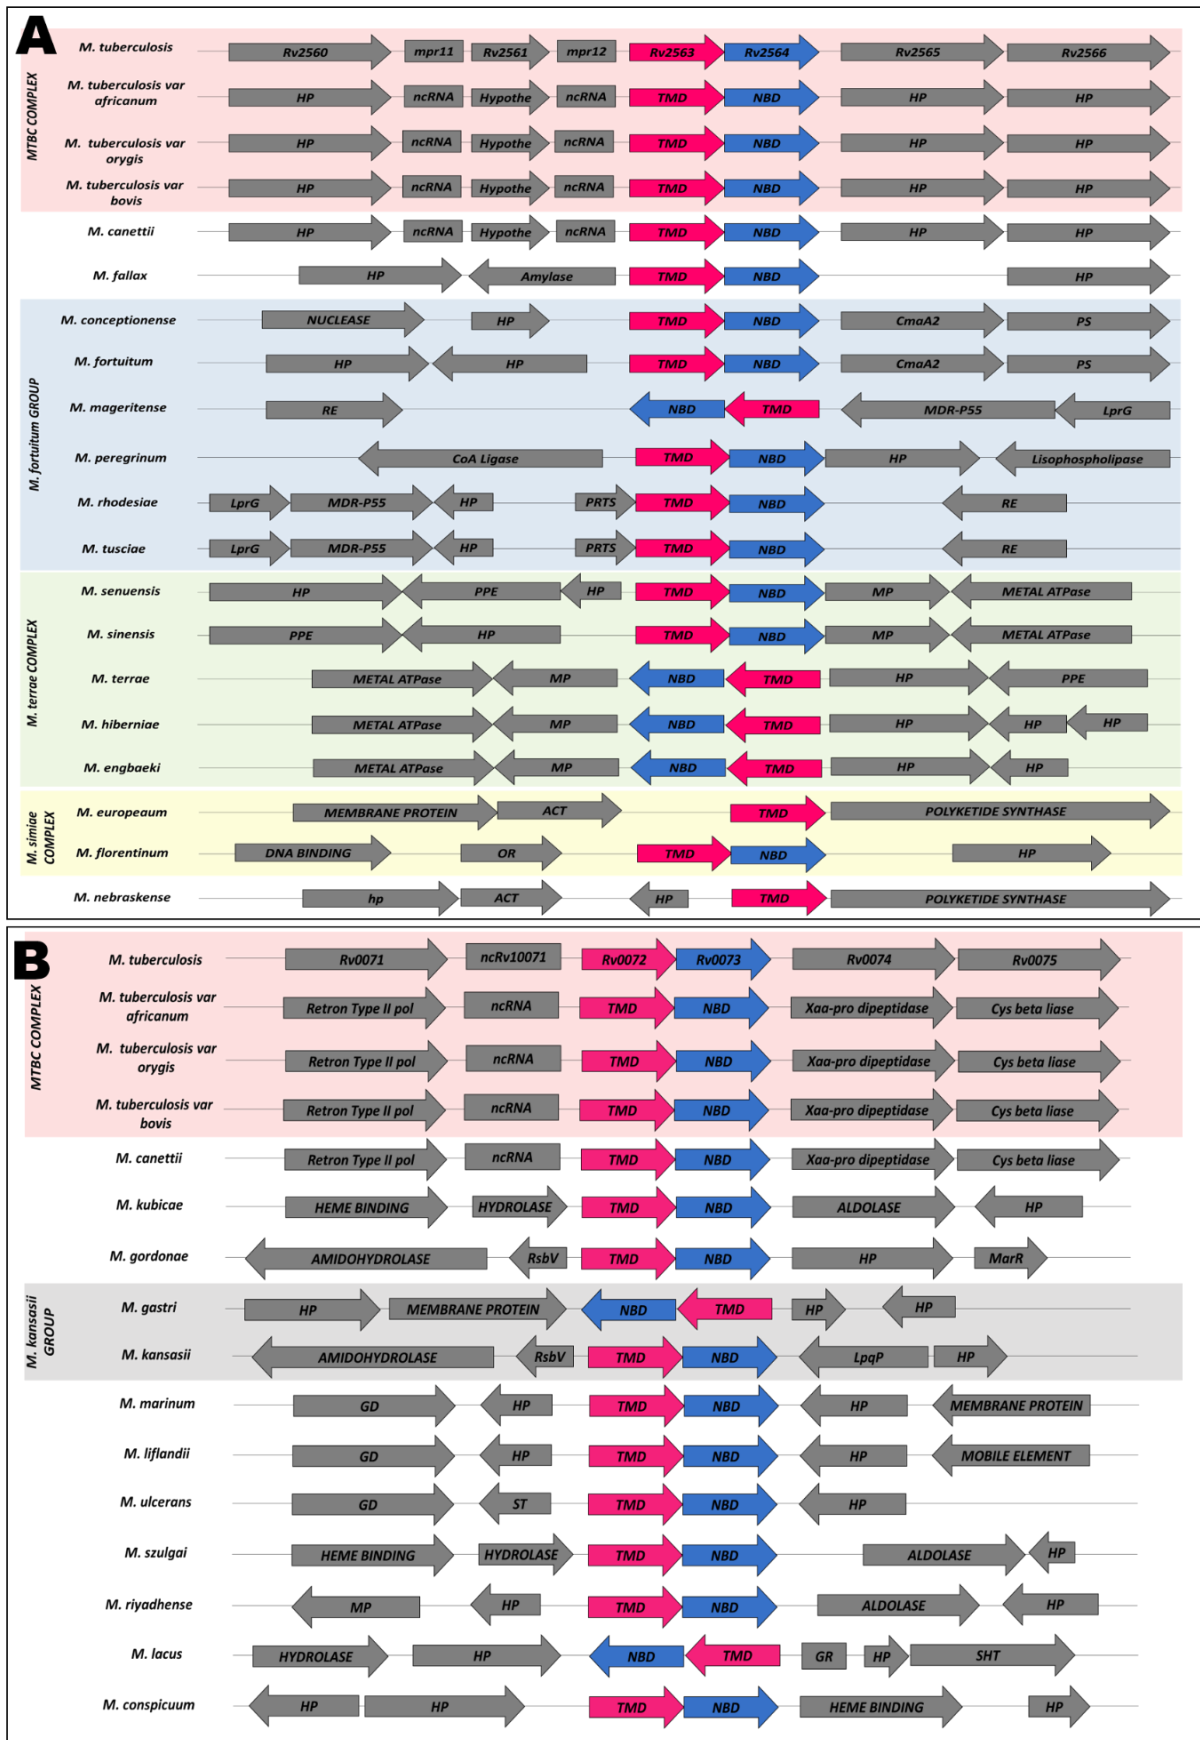 A
MTBC COMPLEX
M. tuberculosis Rv2560 mpr11 Rv2561 mpr12 Rv2563 Rv2564 Rv2565 Rv2566
M. tuberculosis var
africanum HP ncRNA Hypothe ncRNA TMD NBD HP HP
M. tuberculosis var
orygis HP ncRNA Hypothe ncRNA TMD NBD HP HP
M. tuberculosis var
bovis HP ncRNA Hypothe ncRNA TMD NBD HP HP
M. canettii HP ncRNA Hypothe ncRNA TMD NBD HP HP
M. fallax HP Amylase TMD NBD HP
M. fortuitum GROUP
M. conceptionense NUCLEASE HP TMD NBD CmaA2 PS
M. fortuitum HP HP TMD NBD CmaA2 PS
M. mageritense RE NBD TMD MDR-P55 LprG
M. peregrinum CoA Ligase TMD NBD HP Lisophospholipase
M. rhodesiae LprG MDR-P55 HP PRTS TMD NBD RE
M. tusciae LprG MDR-P55 HP PRTS TMD NBD RE
M. terrae COMPLEX
M. senuensis HP PPE HP TMD NBD MP METAL ATPase
M. sinensis PPE HP TMD NBD MP METAL ATPase
M. terrae METAL ATPase MP NBD TMD HP PPE
M. hiberniae METAL ATPase MP NBD TMD HP HP HP
M. engbaeki METAL ATPase MP NBD TMD HP HP
M. simiae
COMPLEX
M. europeaum MEMBRANE PROTEIN ACT TMD POLYKETIDE SYNTHASE
M. florentinum DNA BINDING OR TMD NBD HP
M. nebraskense hp ACT HP TMD POLYKETIDE SYNTHASE
B
MTBC COMPLEX
M. tuberculosis Rv0071 ncRv10071 Rv0072 Rv0073 Rv0074 Rv0075
M. tuberculosis var
africanum Retron Type II pol ncRNA TMD NBD Xaa-pro dipeptidase Cys beta liase
M. tuberculosis var
orygis Retron Type II pol ncRNA TMD NBD Xaa-pro dipeptidase Cys beta liase
M. tuberculosis var
bovis Retron Type II pol ncRNA TMD NBD Xaa-pro dipeptidase Cys beta liase
M. canettii Retron Type II pol ncRNA TMD NBD Xaa-pro dipeptidase Cys beta liase
M. kubicae HEME BINDING HYDROLASE TMD NBD ALDOLASE HP
M. gordonae AMIDOHYDROLASE RsbV TMD NBD HP MarR
M. kansasii
GROUP
M. gastri HP MEMBRANE PROTEIN NBD TMD HP HP
M. kansasii AMIDOHYDROLASE RsbV TMD NBD LpqP HP
M. marinum GD HP TMD NBD HP MEMBRANE PROTEIN
M. liflandii GD HP TMD NBD HP MOBILE ELEMENT
M. ulcerans GD ST TMD NBD HP
M. szulgai HEME BINDING HYDROLASE TMD NBD ALDOLASE HP
M. riyadhense MP HP TMD NBD ALDOLASE HP
M. lacus HYDROLASE HP NBD TMD GR HP SHT
M. conspicuum HP HP TMD NBD HEME BINDING HP